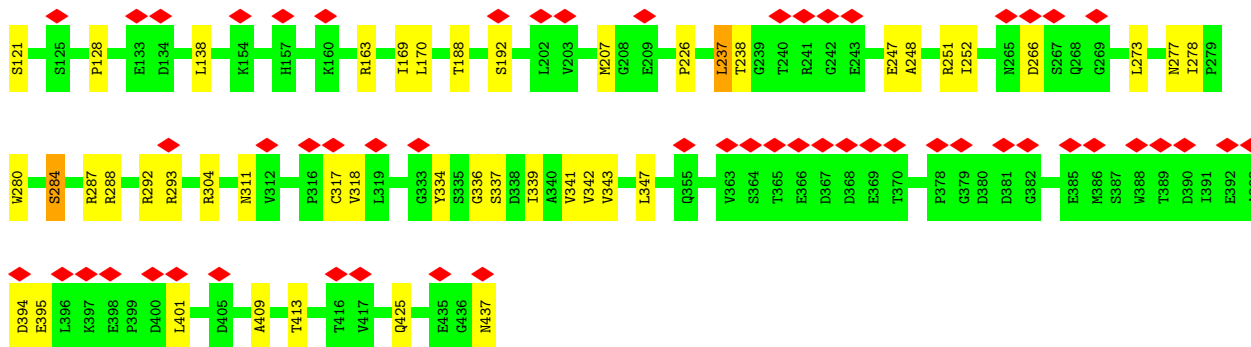 S121 S125 P128 E133 D134 L138 K154 H157 K160 R163 I169 L170 T188 S192 L202 V203 M207 G208 E209 P226 L237 T238 G239 T240 R241 G242 E243 E247 A248 R251 I252 N265 D266 S267 Q268 G269 L273 N277 I278 P279
W280 S284 R287 R288 R292 R293 R304 N311 V312 P316 C317 V318 L319 G333 Y334 S335 G336 S337 D338 I339 A340 V341 V342 V343 L347 Q355 V363 S364 T365 E366 D367 D368 E369 T370 P378 G379 D380 D381 G382 E385 M386 S387 W388 T389 D390 I391 E392
D394 E395 L396 K397 E398 P399 D400 L401 D405 A409 T413 T416 V417 Q425 E435 G436 N437